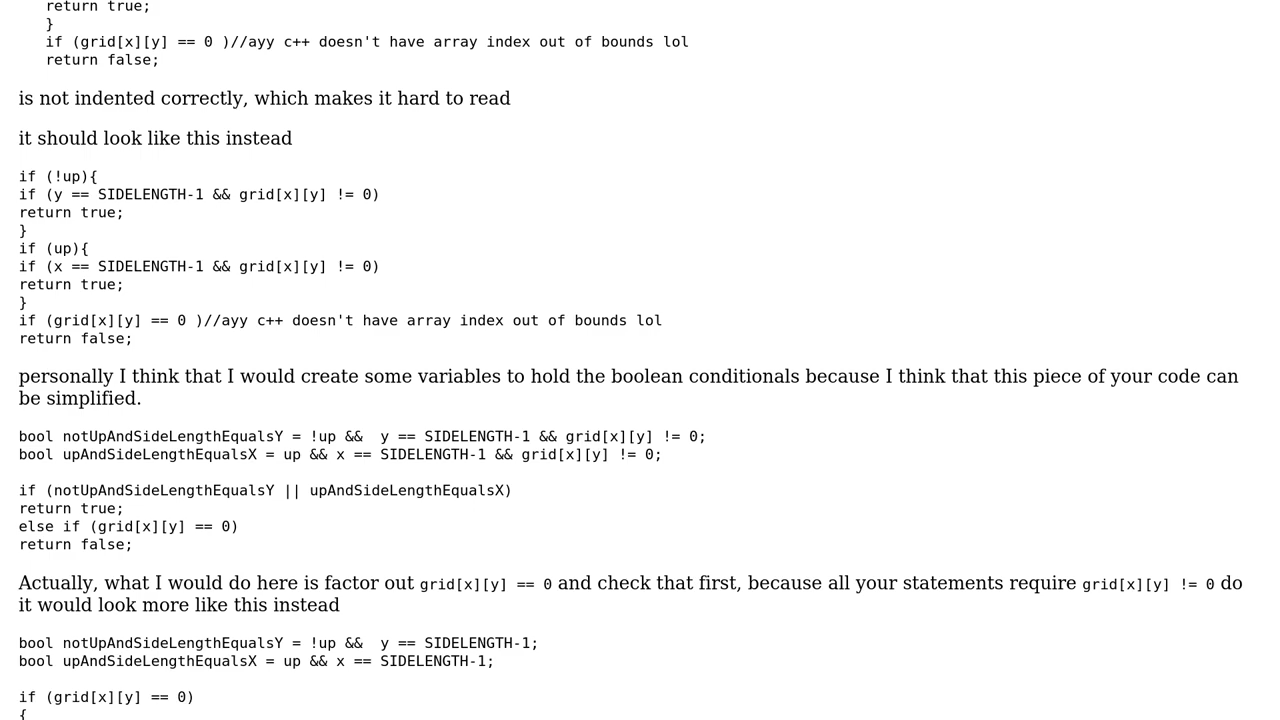 return true;
}
if (grid[x][y] == 0 )//ayy c++ doesn't have array index out of bounds lol
return false;
is not indented correctly, which makes it hard to read
it should look like this instead
if (!up){
if (y == SIDELENGTH-1 && grid[x][y] != 0)
return true;
}
if (up){
if (x == SIDELENGTH-1 && grid[x][y] != 0)
return true;
}
if (grid[x][y] == 0 )//ayy c++ doesn't have array index out of bounds lol
return false;
personally I think that I would create some variables to hold the boolean conditionals because I think that this piece of your code can
be simplified.
bool notUpAndSideLengthEqualsY = !up &&  y == SIDELENGTH-1 && grid[x][y] != 0;
bool upAndSideLengthEqualsX = up && x == SIDELENGTH-1 && grid[x][y] != 0;
if (notUpAndSideLengthEqualsY || upAndSideLengthEqualsX)
return true;
else if (grid[x][y] == 0)
return false;
Actually, what I would do here is factor out grid[x][y] == 0 and check that first, because all your statements require grid[x][y] != 0 do
it would look more like this instead
bool notUpAndSideLengthEqualsY = !up &&  y == SIDELENGTH-1;
bool upAndSideLengthEqualsX = up && x == SIDELENGTH-1;
if (grid[x][y] == 0)
{